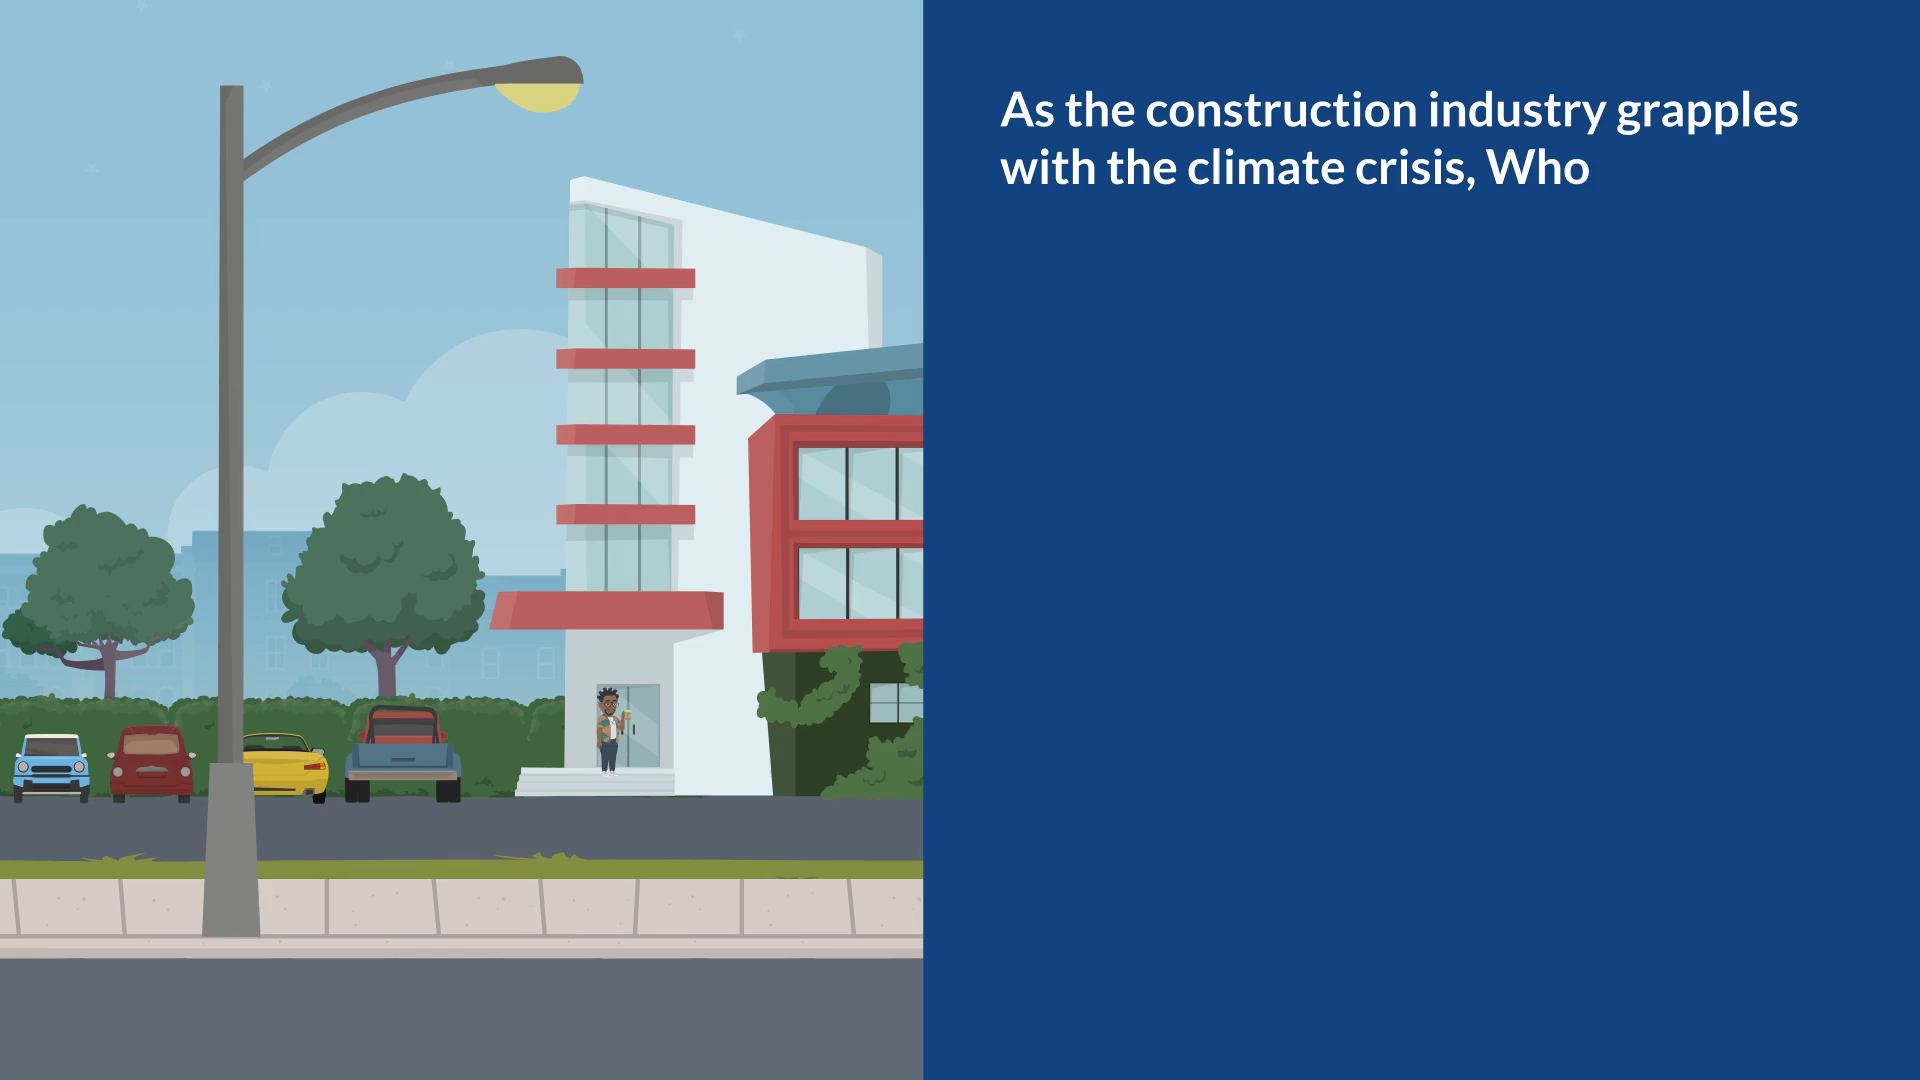 As the construction industry grapples
with the climate crisis, Who